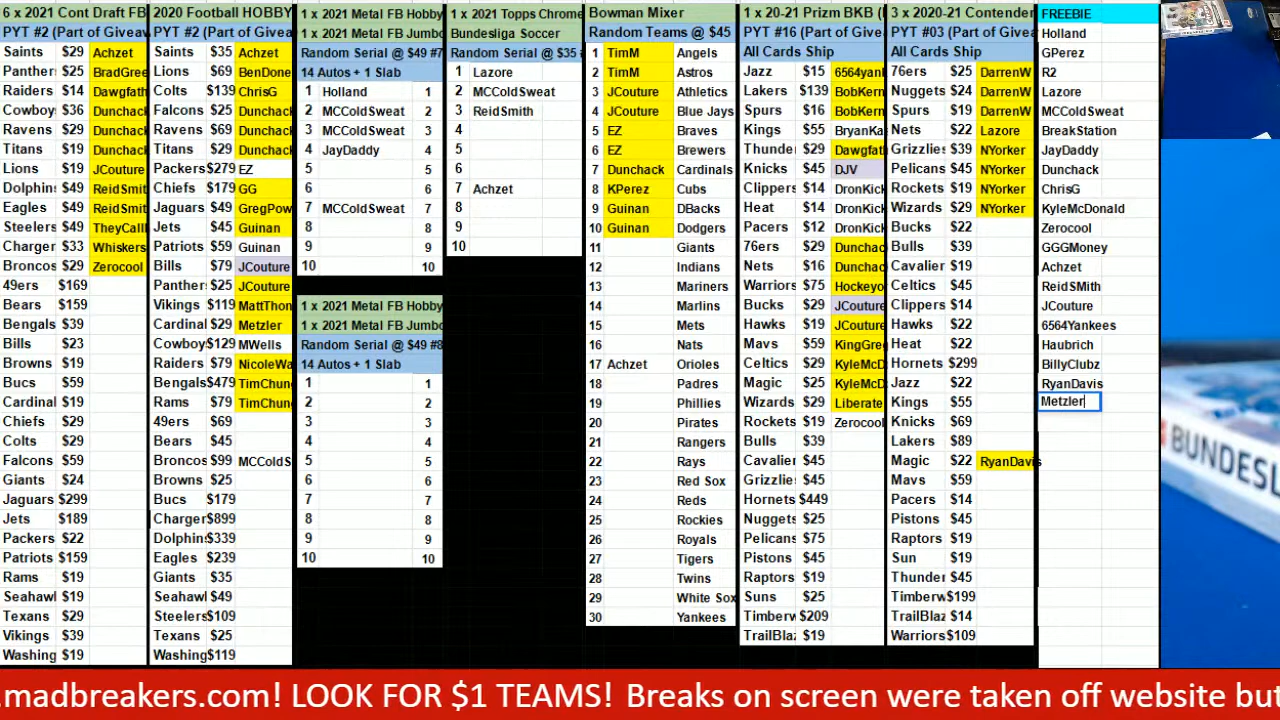 6 x 2021 Cont Draft FB
PYT #2 (Part of Giveaw
Saints $29 Achzet
Panther $25 BradGree
Raiders $14 Dawgfath
Cowboy $36 Dunchack
Ravens $29 Dunchack
Titans $19 Dunchack
Lions $19 JCouture
Dolphin $49 ReidSmit
Eagles $49 ReidSmit
Steelers $49 TheyCall
Charger $33 Whiskers
Broncos $29 Zerocool
49ers $169
Bears $159
Bengals $39
Bills $23
Browns $19
Bucs $59
Cardinal $19
Chiefs $29
Colts $29
Falcons $59
Giants $24
Jaguars $299
Jets $189
Packers $22
Patriots $159
Rams $19
Seahawl $19
Texans $29
Vikings $39
Washing $19
2020 Football HOBBY
PYT #2 (Part of Giveaw
Saints $35 Achzet
Lions $69 BenDone
Colts $139 ChrisG
Falcons $25 Dunchack
Ravens $69 Dunchack
Titans $29 Dunchack
Packers $279 EZ
Chiefs $179 GG
Jaguars $49 GregPow
Jets $45 Guinan
Patriots $59 Guinan
Bills $79 JCouture
Panther $25 JCouture
Vikings $119 MattThon
Cardinal $29 Metzler
Cowboy $129 MWells
Raiders $79 NicoleWa
Bengals $479 TimChung
Rams $79 TimChung
49ers $69
Bears $45
Broncos $99 MCColdS
Browns $25
Bucs $179
Charger $899
Dolphin $339
Eagles $239
Giants $35
Seahawl $49
Steelers $109
Texans $25
Washing $119
1 x 2021 Metal FB Hobby
1 x 2021 Metal FB Jumbo
Random Serial @ $49 #7
14 Autos + 1 Slab
1 Holland 1
2 MCColdSweat 2
3 MCColdSweat 3
4 JayDaddy 4
5 5
6 6
7 MCColdSweat 7
8 8
9 9
10 10
1 x 2021 Metal FB Hobby
1 x 2021 Metal FB Jumbo
Random Serial @ $49 #8
14 Autos + 1 Slab
1 1
2 2
3 3
4 4
5 5
6 6
7 7
8 8
9 9
10 10
1 x 2021 Topps Chrome
Bundesliga Soccer
Random Serial @ $35 #
1 Lazore
2 MCColdSweat
3 ReidSmith
4
5
6
7 Achzet
8
9
10
Bowman Mixer
Random Teams @ $45
1 TimM Angels
2 TimM Astros
3 JCouture Athletics
4 JCouture Blue Jays
5 EZ Braves
6 EZ Brewers
7 Dunchack Cardinals
8 KPerez Cubs
9 Guinan DBacks
10 Guinan Dodgers
11 Giants
12 Indians
13 Mariners
14 Marlins
15 Mets
16 Nats
17 Achzet Orioles
18 Padres
19 Phillies
20 Pirates
21 Rangers
22 Rays
23 Red Sox
24 Reds
25 Rockies
26 Royals
27 Tigers
28 Twins
29 White Sox
30 Yankees
1 x 20-21 Prizm BKB (
PYT #16 (Part of Givea
All Cards Ship
Jazz $15 6564yan
Lakers $139 BobKern
Spurs $16 BobKern
Kings $55 BryanKa
Thunde $29 Dawgfat
Knicks $45 DJV
Clippers $14 DronKick
Heat $14 DronKick
Pacers $12 DronKick
76ers $29 Dunchac
Nets $16 Dunchac
Warriors $75 Hockeyo
Bucks $29 JCouture
Hawks $19 JCouture
Mavs $59 KingGre
Celtics $29 KyleMcD
Magic $25 KyleMcD
Wizards $29 Liberate
Rockets $19 Zerocool
Bulls $39
Cavalier $45
Grizzlies $45
Hornets $449
Nuggets $25
Pelicans $75
Pistons $45
Raptors $19
Suns $25
Timberw $209
TrailBlaz $19
3 x 2020-21 Contender
PYT #03 (Part of Givea
All Cards Ship
76ers $25 DarrenW
Nuggets $24 DarrenW
Spurs $19 DarrenW
Nets $22 Lazore
Grizzlies $39 NYorker
Pelicans $45 NYorker
Rockets $19 NYorker
Wizards $29 NYorker
Bucks $22
Bulls $39
Cavalier $19
Celtics $45
Clippers $14
Hawks $22
Heat $22
Hornets $299
Jazz $22
Kings $55
Knicks $69
Lakers $89
Magic $22 RyanDavis
Mavs $59
Pacers $14
Pistons $45
Raptors $19
Sun $19
Thunder $45
Timberw $199
TrailBlaz $14
Warriors $109
FREEBIE
Holland
GPerez
R2
Lazore
MCColdSweat
BreakStation
JayDaddy
Dunchack
ChrisG
KyleMcDonald
Zerocool
GGGMoney
Achzet
ReidSMith
JCouture
6564Yankees
Haubrich
BillyClubz
RyanDavis
Metzler
BUNDESL
.madbreakers.com! LOOK FOR $1 TEAMS! Breaks on screen were taken off website but